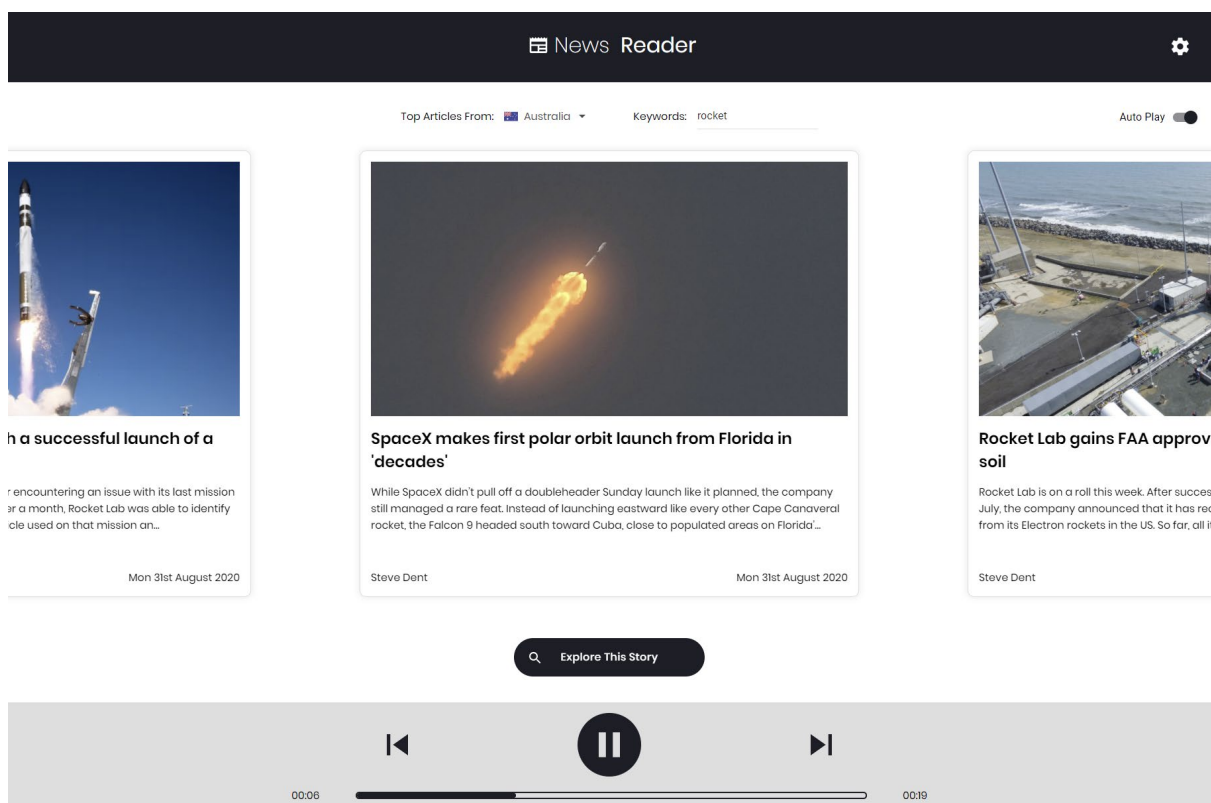 News Reader
Top Articles From: Australia
Keywords: rocket
Auto Play
h a successful launch of a
r encountering an issue with its last mission
er a month, Rocket Lab was able to identify
cle used on that mission an...
Mon 31st August 2020
SpaceX makes first polar orbit launch from Florida in
'decades'
While SpaceX didn't pull off a doubleheader Sunday launch like it planned, the company
still managed a rare feat. Instead of launching eastward like every other Cape Canaveral
rocket, the Falcon 9 headed south toward Cuba, close to populated areas on Florida'...
Steve Dent
Mon 31st August 2020
Rocket Lab gains FAA approv
soil
Rocket Lab is on a roll this week. After succes
July, the company announced that it has rec
from its Electron rockets in the US. So far, all i
Steve Dent
Explore This Story
00:06
00:19